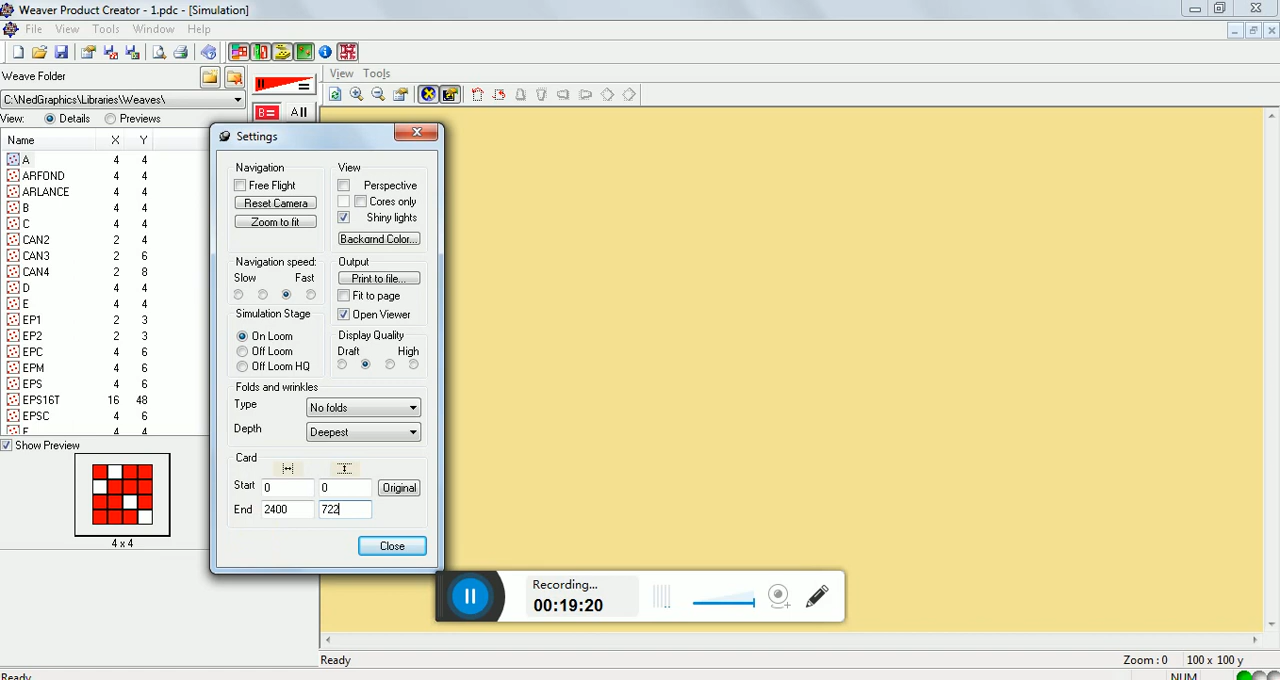 Weaver Product Creator - 1.pdc - [Simulation]
File View Tools Window Help
Weave Folder
View Tools
C:\NedGraphics\Libraries\Weaves\
B= A
View: Details Previews
Name X Y
A 4 4
ARFOND 4 4
ARLANCE 4 4
B 4 4
C 4 4
CAN2 2 4
CAN3 2 6
CAN4 2 8
D 4 4
E 4 4
EP1 2 3
EP2 2 3
EPC 4 6
EPM 4 6
EPS 4 6
EPS16T 16 48
EPSC 4 6
Show Preview
4 x 4
Settings
Navigation
Free Flight
Reset Camera
Zoom to fit
View
Perspective
Cores only
Shiny lights
Backgrnd Color...
Navigation speed:
Slow Fast
Output
Print to file...
Fit to page
Open Viewer
Simulation Stage
On Loom
Off Loom
Off Loom HQ
Display Quality
Draft High
Folds and wrinkles
Type No folds
Depth Deepest
Card
Start 0 0 Original
End 2400 722
Close
Recording...
00:19:20
Ready Zoom : 0 100 x 100 y
Ready NUM